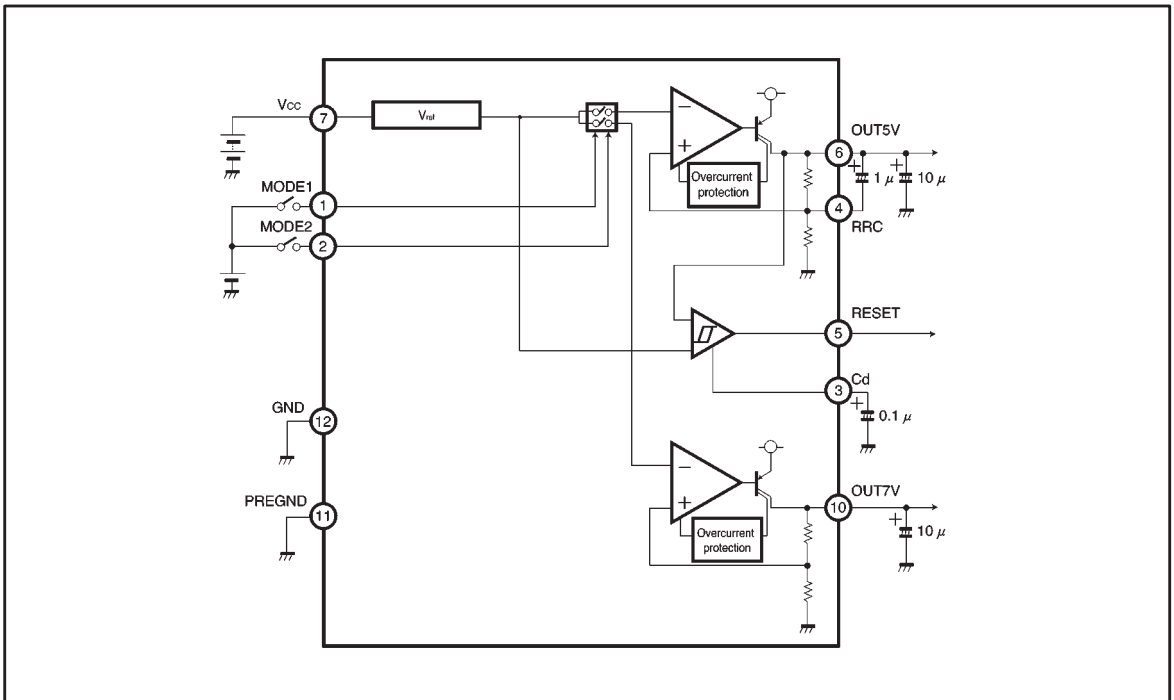 Vcc
7
Vref
MODE1
1
MODE2
2
GND
12
PREGND
11
−
+
Overcurrent
protection
OUT5V
6
+
1 μ
+
10 μ
4
RRC
RESET
5
Cd
3
+
0.1 μ
−
+
Overcurrent
protection
OUT7V
10
+
10 μ